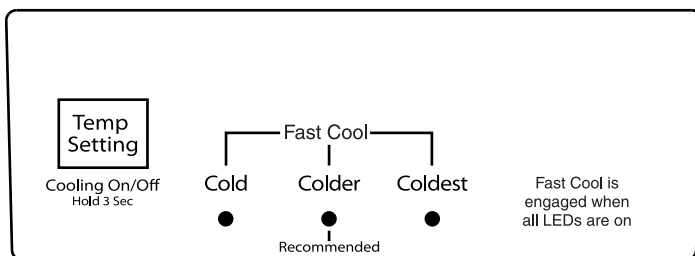 Temp
Setting
Cooling On/Off
Hold 3 Sec
Fast Cool
Cold
Colder
Coldest
Recommended
Fast Cool is
engaged when
all LEDs are on